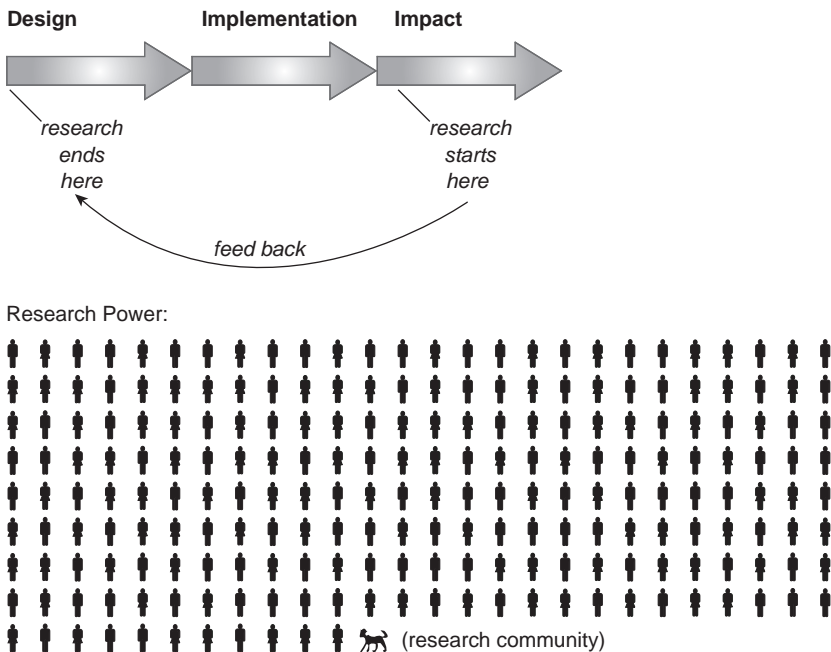 Design Implementation Impact
research
ends
here
research
starts
here
feed back
Research Power:
(research community)